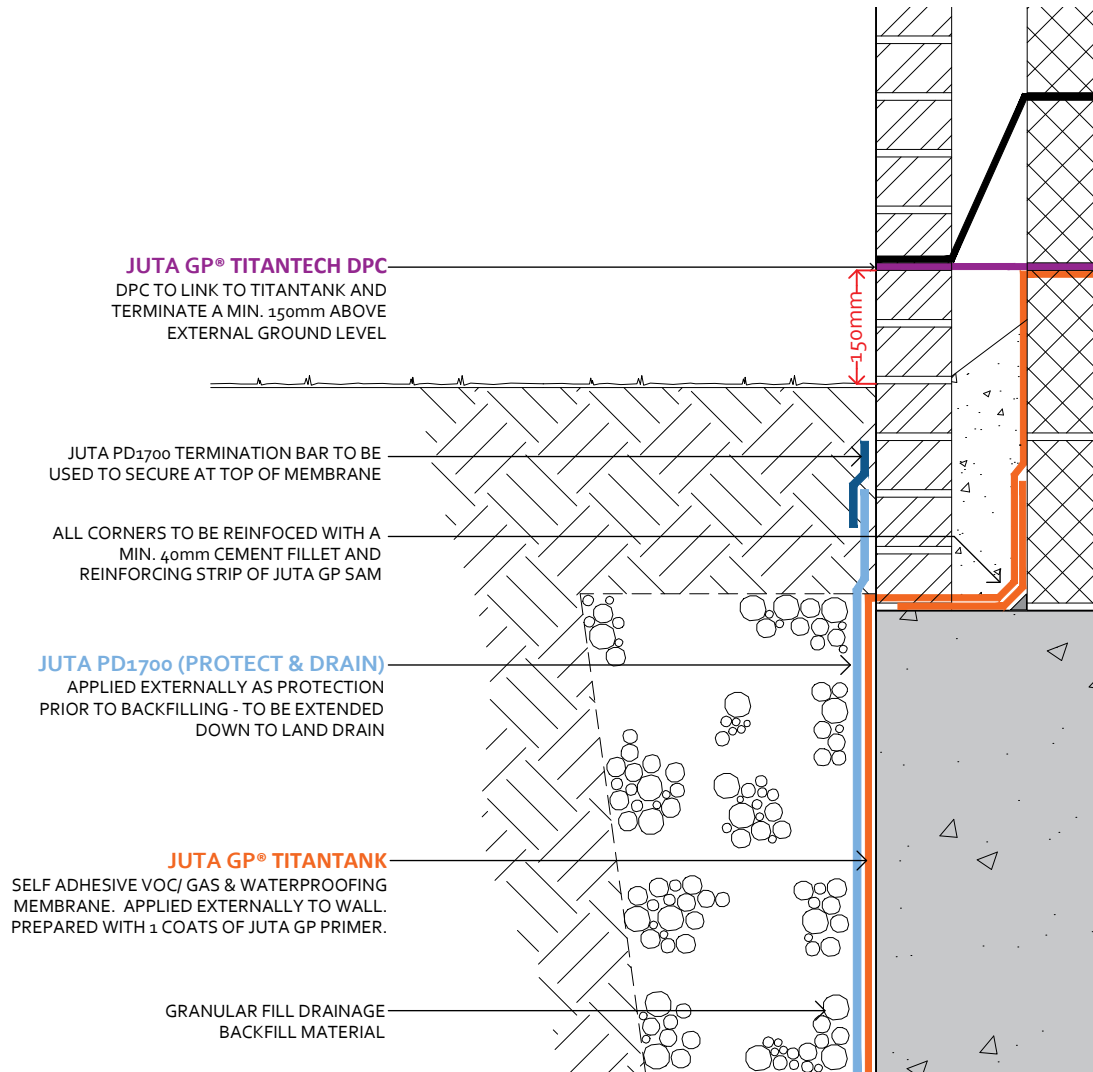 JUTA GP® TITANTECH DPC
DPC TO LINK TO TITANTANK AND
TERMINATE A MIN. 150mm ABOVE
EXTERNAL GROUND LEVEL
150mm
JUTA PD1700 TERMINATION BAR TO BE
USED TO SECURE AT TOP OF MEMBRANE
ALL CORNERS TO BE REINFOCED WITH A
MIN. 40mm CEMENT FILLET AND
REINFORCING STRIP OF JUTA GP SAM
JUTA PD1700 (PROTECT & DRAIN)
APPLIED EXTERNALLY AS PROTECTION
PRIOR TO BACKFILLING - TO BE EXTENDED
DOWN TO LAND DRAIN
JUTA GP® TITANTANK
SELF ADHESIVE VOC/ GAS & WATERPROOFING
MEMBRANE. APPLIED EXTERNALLY TO WALL.
PREPARED WITH 1 COATS OF JUTA GP PRIMER.
GRANULAR FILL DRAINAGE
BACKFILL MATERIAL